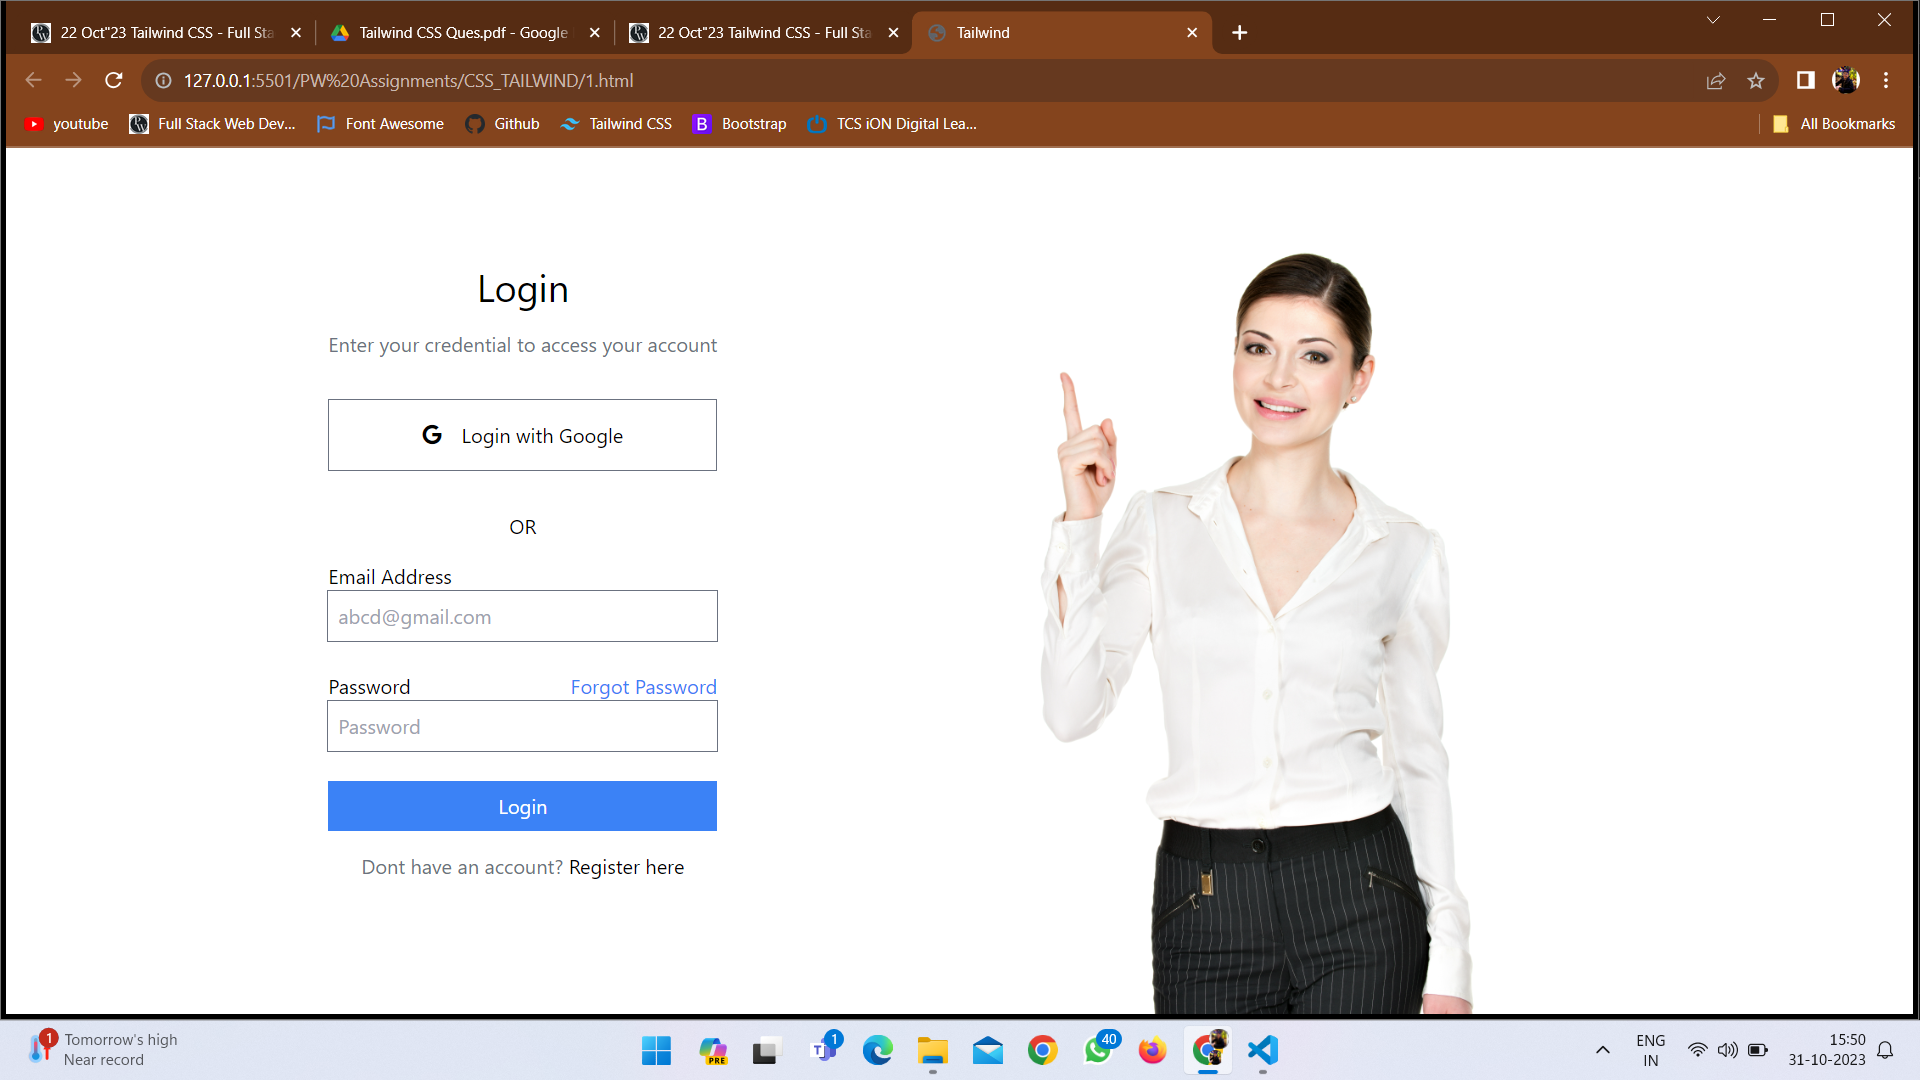 22 Oct"23 Tailwind CSS - Full Sta
Tailwind CSS Ques.pdf - Google
22 Oct"23 Tailwind CSS - Full Sta
Tailwind
127.0.0.1:5501/PW%20Assignments/CSS_TAILWIND/1.html
youtube
Full Stack Web Dev...
Font Awesome
Github
Tailwind CSS
B
Bootstrap
TCS iON Digital Lea...
All Bookmarks
Login
Enter your credential to access your account
G Login with Google
OR
Email Address
abcd@gmail.com
Password Forgot Password
Password
Login
Dont have an account? Register here
1
Tomorrow's high
Near record
PRE
T 1
40
ENG
IN
15:50
31-10-2023